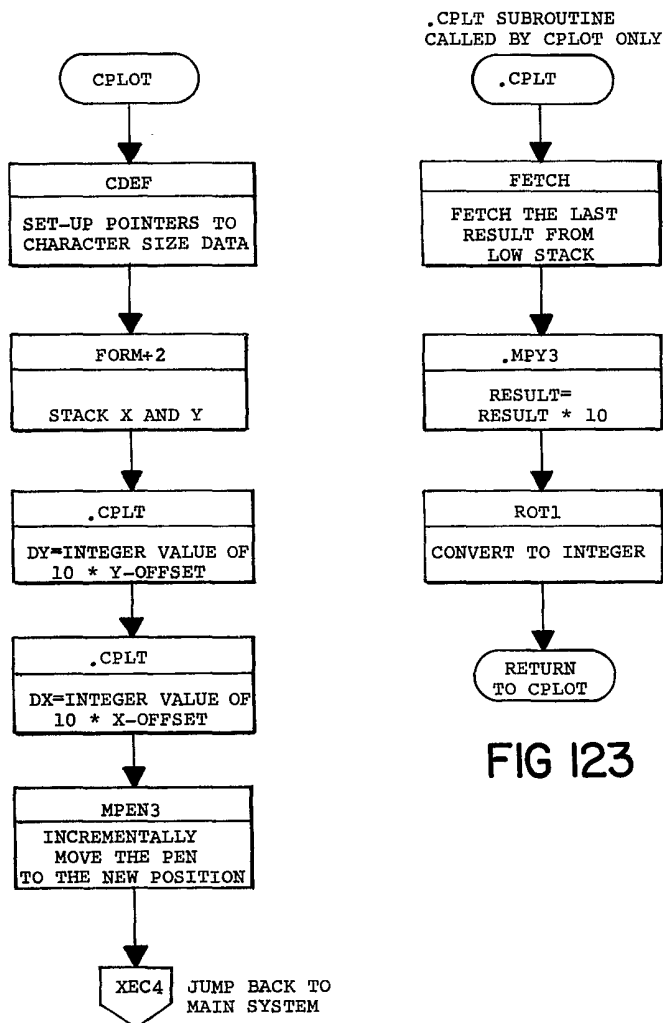 CPLOT
CDEF
SET-UP POINTERS TO
CHARACTER SIZE DATA
FORM+2
STACK X AND Y
.CPLT
DY=INTEGER VALUE OF
10 * Y-OFFSET
.CPLT
DX=INTEGER VALUE OF
10 * X-OFFSET
MPEN3
INCREMENTALLY
MOVE THE PEN
TO THE NEW POSITION
XEC4
JUMP BACK TO
MAIN SYSTEM
.CPLT SUBROUTINE
CALLED BY CPLOT ONLY
.CPLT
FETCH
FETCH THE LAST
RESULT FROM
LOW STACK
.MPY3
RESULT=
RESULT * 10
ROT1
CONVERT TO INTEGER
RETURN
TO CPLOT
FIG 123